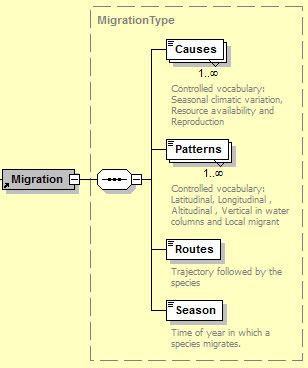 MigrationType
Causes
1..∞
Controlled vocabulary:
Seasonal climatic variation,
Resource availability and
Reproduction
Patterns
1..∞
Controlled vocabulary:
Latitudinal, Longitudinal ,
Altitudinal , Vertical in water
columns and Local migrant
Migration
Routes
Trajectory followed by the
species
Season
Time of year in which a
species migrates.